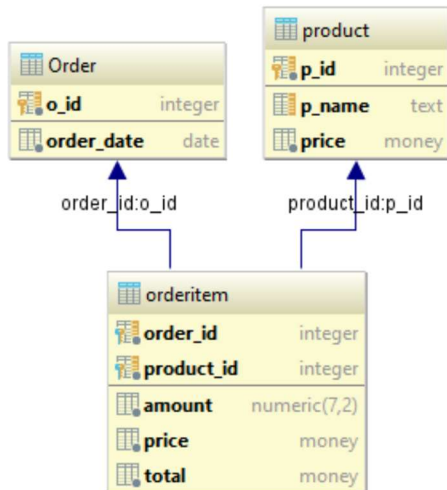 Order
o_id integer
order_date date
product
p_id integer
p_name text
price money
order_id:o_id
product_id:p_id
orderitem
order_id integer
product_id integer
amount numeric(7,2)
price money
total money